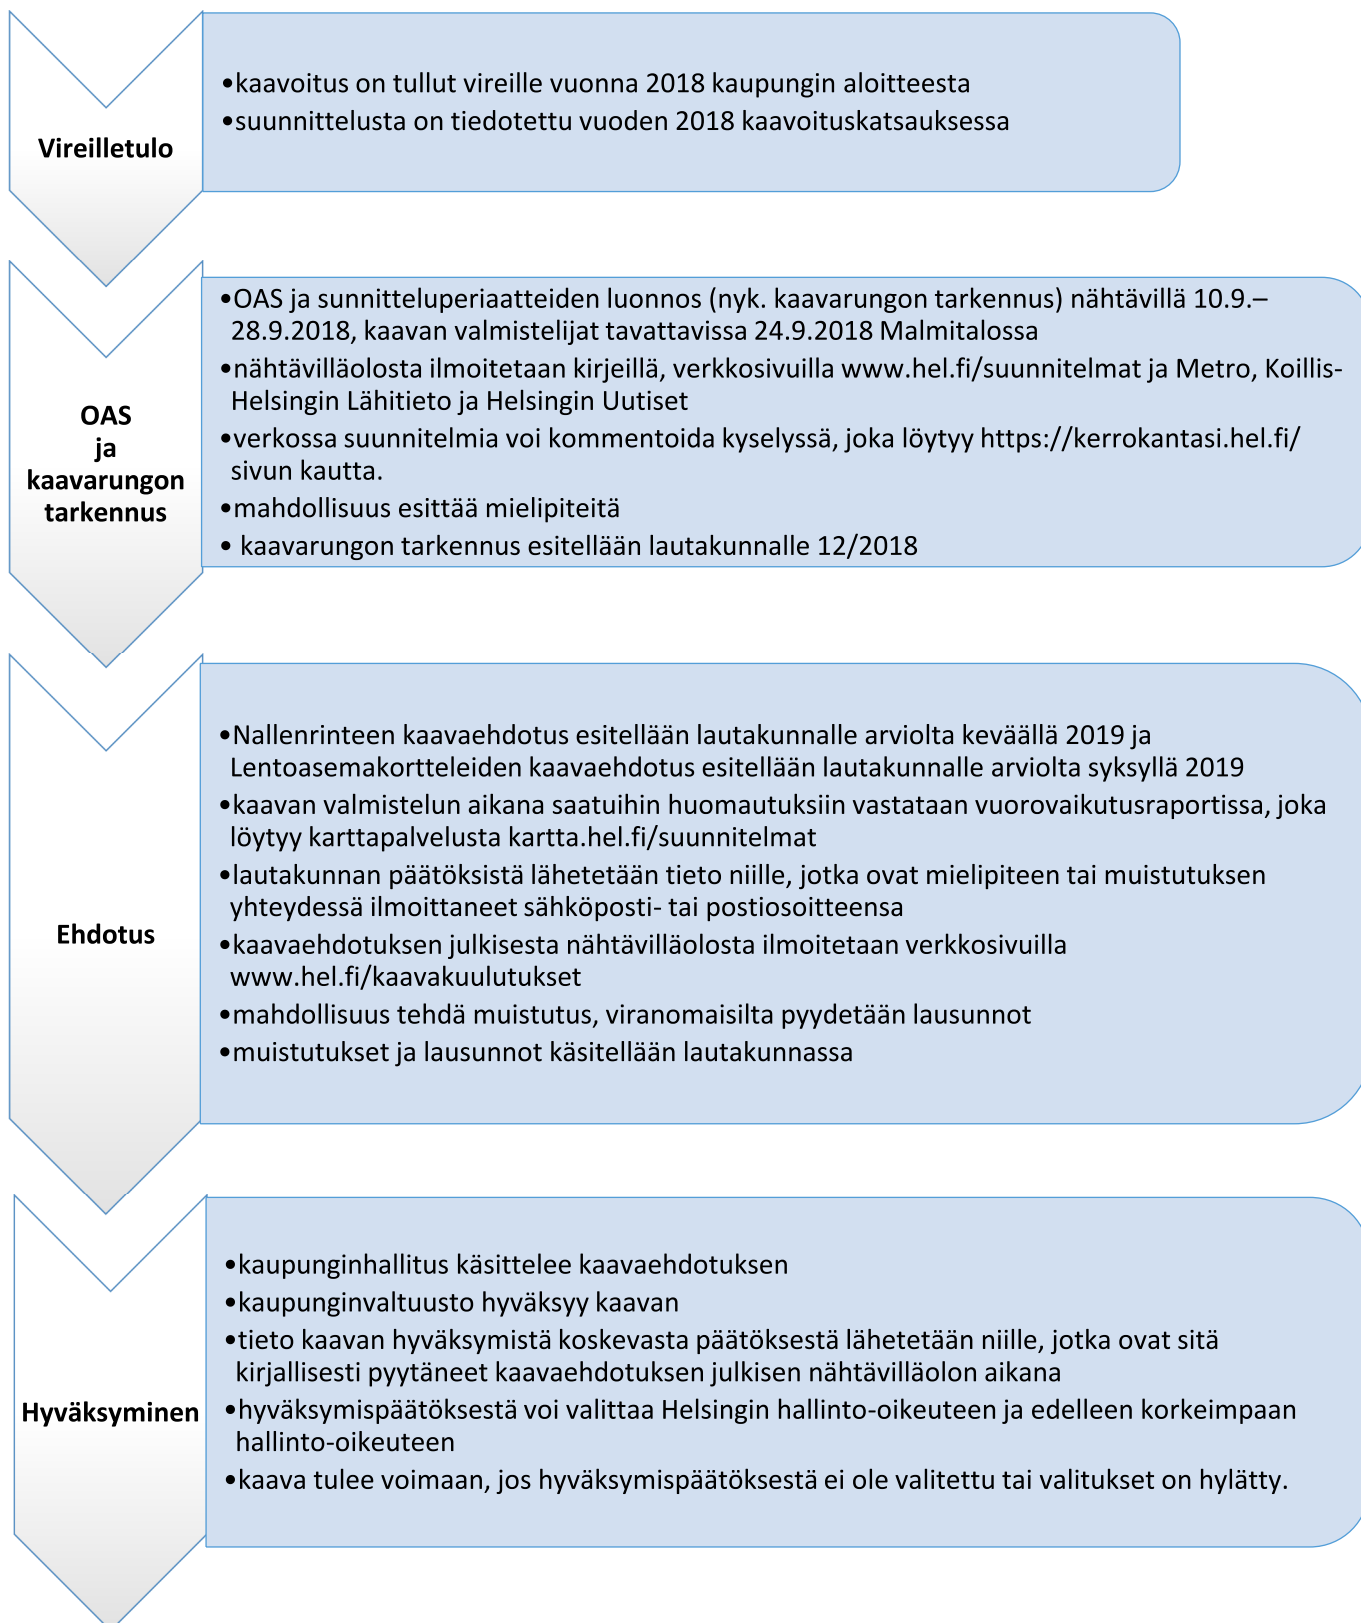 Vireilletulo
•kaavoitus on tullut vireille vuonna 2018 kaupungin aloitteesta
•suunnittelusta on tiedotettu vuoden 2018 kaavoituskatsauksessa
OAS
ja
kaavarungon
tarkennus
•OAS ja sunnitteluperiaatteiden luonnos (nyk. kaavarungon tarkennus) nähtävillä 10.9.–
28.9.2018, kaavan valmistelijat tavattavissa 24.9.2018 Malmitalossa
•nähtävilläolosta ilmoitetaan kirjeillä, verkkosivuilla www.hel.fi/suunnitelmat ja Metro, Koillis-
Helsingin Lähitieto ja Helsingin Uutiset
•verkossa suunnitelmia voi kommentoida kyselyssä, joka löytyy https://kerrokantasi.hel.fi/
sivun kautta.
•mahdollisuus esittää mielipiteitä
• kaavarungon tarkennus esitellään lautakunnalle 12/2018
Ehdotus
•Nallenrinteen kaavaehdotus esitellään lautakunnalle arviolta keväällä 2019 ja
Lentoasemakortteleiden kaavaehdotus esitellään lautakunnalle arviolta syksyllä 2019
•kaavan valmistelun aikana saatuihin huomautuksiin vastataan vuorovaikutusraportissa, joka
löytyy karttapalvelusta kartta.hel.fi/suunnitelmat
•lautakunnan päätöksistä lähetetään tieto niille, jotka ovat mielipiteen tai muistutuksen
yhteydessä ilmoittaneet sähköposti- tai postiosoitteensa
•kaavaehdotuksen julkisesta nähtävilläolosta ilmoitetaan verkkosivuilla
www.hel.fi/kaavakuulutukset
•mahdollisuus tehdä muistutus, viranomaisilta pyydetään lausunnot
•muistutukset ja lausunnot käsitellään lautakunnassa
Hyväksyminen
•kaupunginhallitus käsittelee kaavaehdotuksen
•kaupunginvaltuusto hyväksyy kaavan
•tieto kaavan hyväksymistä koskevasta päätöksestä lähetetään niille, jotka ovat sitä
kirjallisesti pyytäneet kaavaehdotuksen julkisen nähtävilläolon aikana
•hyväksymispäätöksestä voi valittaa Helsingin hallinto-oikeuteen ja edelleen korkeimpaan
hallinto-oikeuteen
•kaava tulee voimaan, jos hyväksymispäätöksestä ei ole valitettu tai valitukset on hylätty.